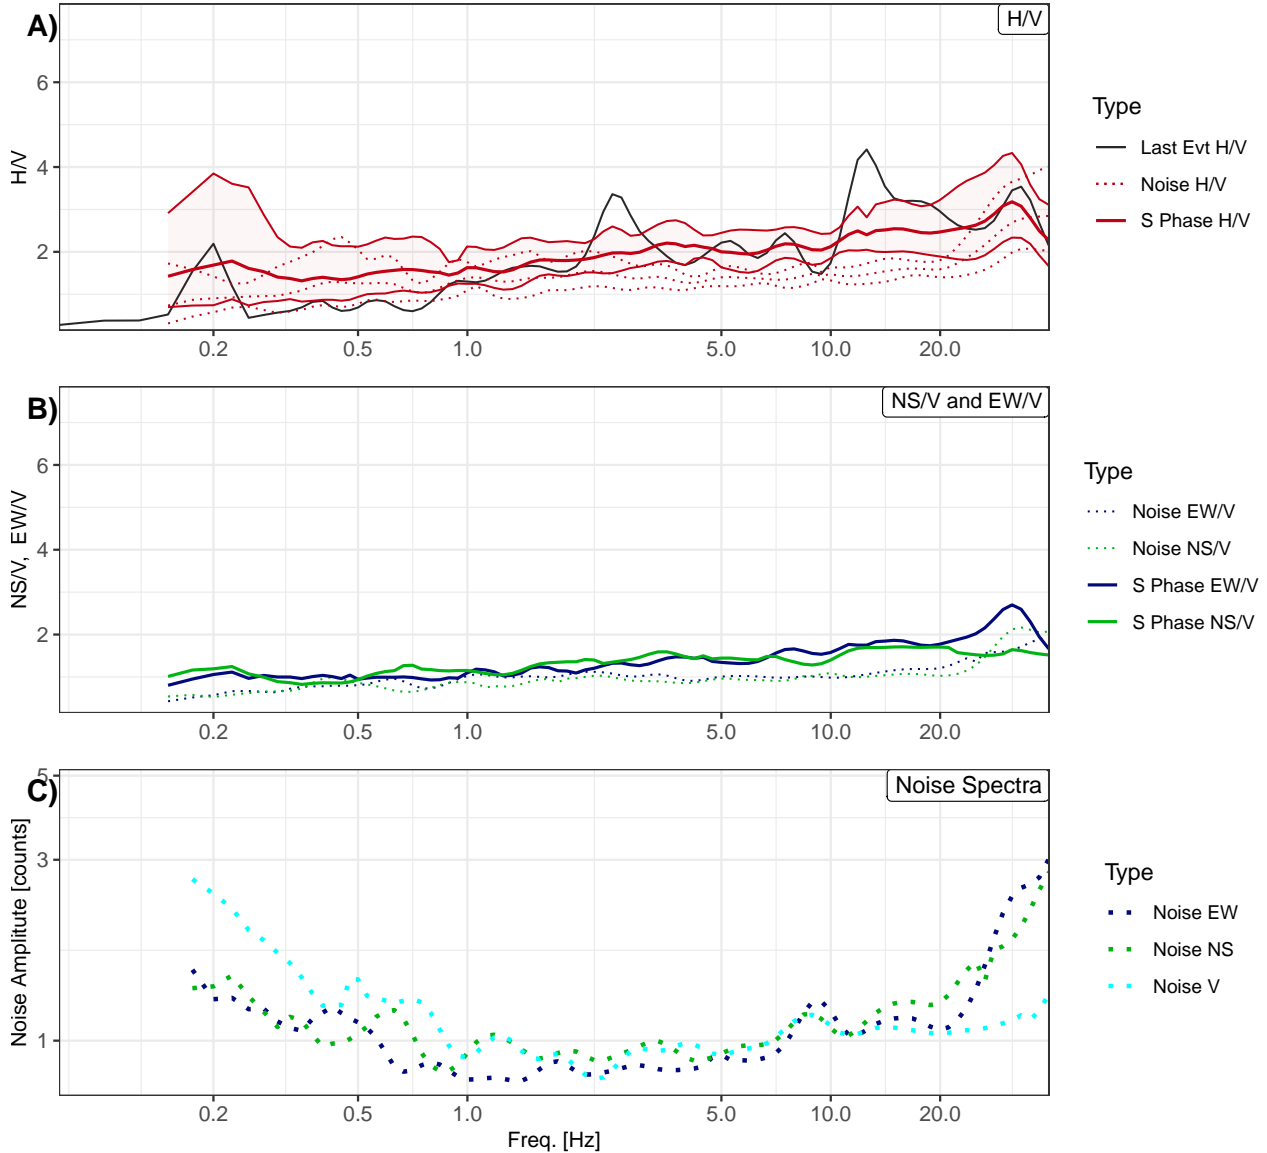 A)
H/V
6
4
2
H/V
0.2 0.5 1.0 5.0 10.0 20.0
Type
Last Evt H/V
Noise H/V
S Phase H/V
B)
NS/V and EW/V
6
4
2
NS/V, EW/V
0.2 0.5 1.0 5.0 10.0 20.0
Type
Noise EW/V
Noise NS/V
S Phase EW/V
S Phase NS/V
C)
Noise Spectra
5
3
1
Noise Amplitude [counts]
0.2 0.5 1.0 5.0 10.0 20.0
Freq. [Hz]
Type
Noise EW
Noise NS
Noise V